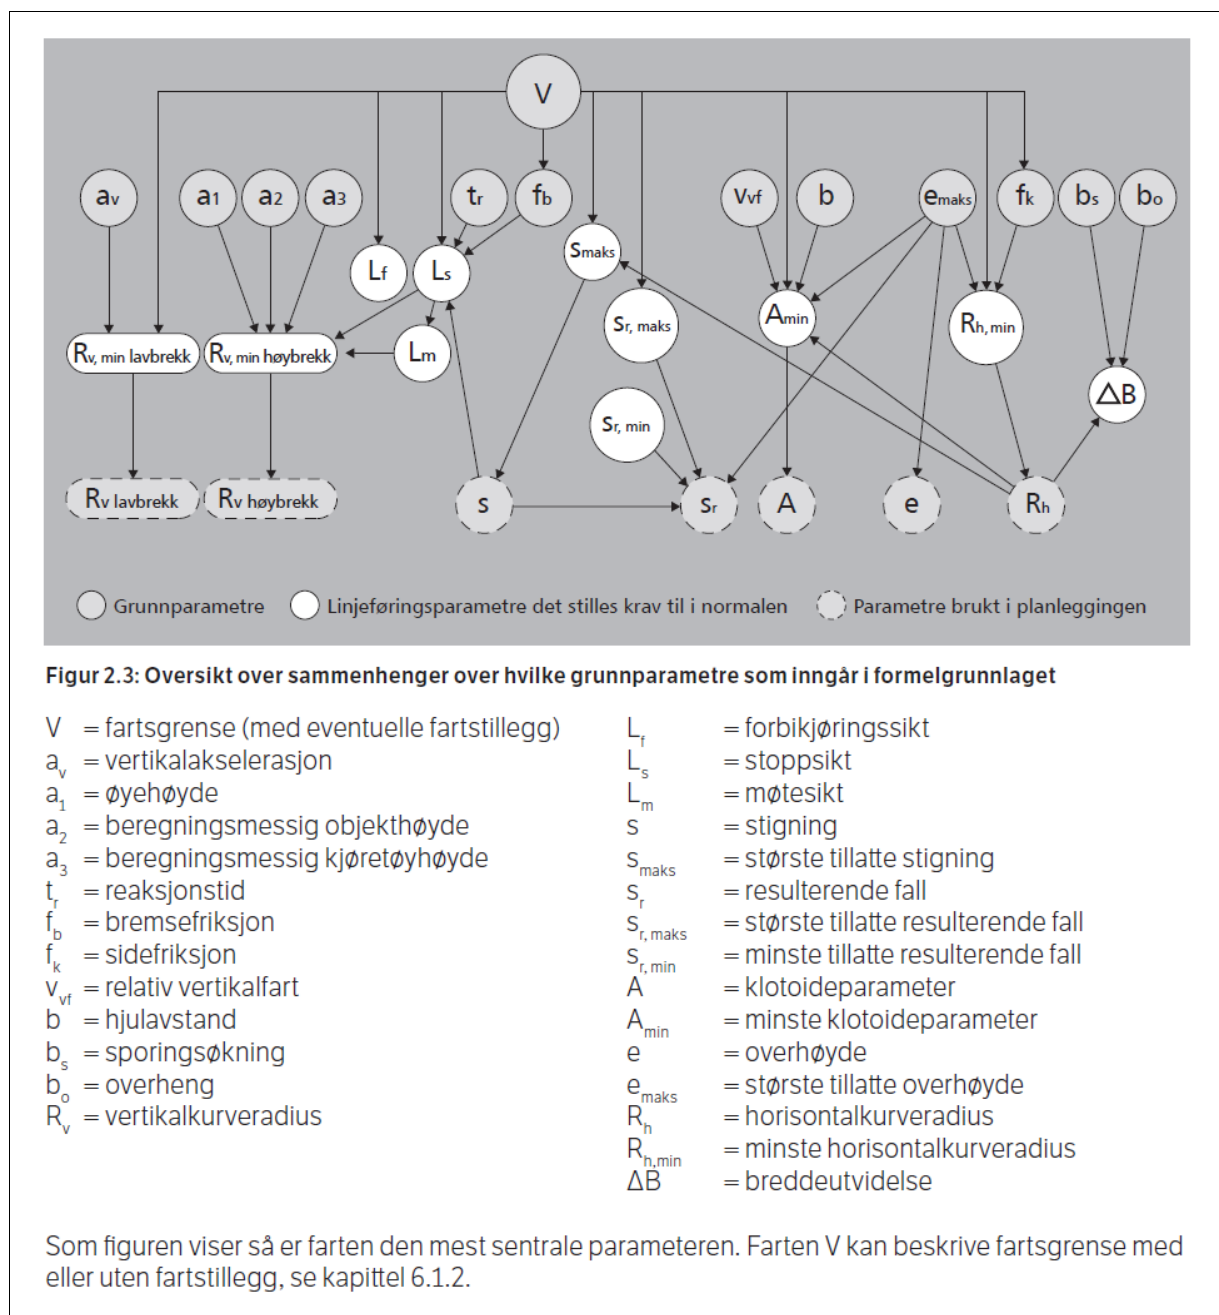 V
av a1 a2 a3 tr fb vvf b emaks fk bs bo
Lf Ls smaks
Rv, min lavbrekk Rv, min høybrekk Lm sr, maks Amin Rh, min
sr, min ΔB
Rv lavbrekk Rv høybrekk s sr A e Rh
Grunnparametre Linjeføringsparametre det stilles krav til i normalen Parametre brukt i planleggingen
Figur 2.3: Oversikt over sammenhenger over hvilke grunnparametre som inngår i formelgrunnlaget
V = fartsgrense (med eventuelle fartstillegg)
av = vertikalakselerasjon
a1 = øyehøyde
a2 = beregningsmessig objekthøyde
a3 = beregningsmessig kjøretøyhøyde
tr = reaksjonstid
fb = bremsefriksjon
fk = sidefriksjon
vvf = relativ vertikalfart
b = hjulavstand
bs = sporingsøkning
bo = overheng
Rv = vertikalkurveradius
Lf = forbikjøringssikt
Ls = stoppsikt
Lm = møtesikt
s = stigning
smaks = største tillatte stigning
sr = resulterende fall
sr, maks = største tillatte resulterende fall
sr, min = minste tillatte resulterende fall
A = klotoideparameter
Amin = minste klotoideparameter
e = overhøyde
emaks = største tillatte overhøyde
Rh = horisontalkurveradius
Rh,min = minste horisontalkurveradius
ΔB = breddeutvidelse
Som figuren viser så er farten den mest sentrale parameteren. Farten V kan beskrive fartsgrense med
eller uten fartstillegg, se kapittel 6.1.2.